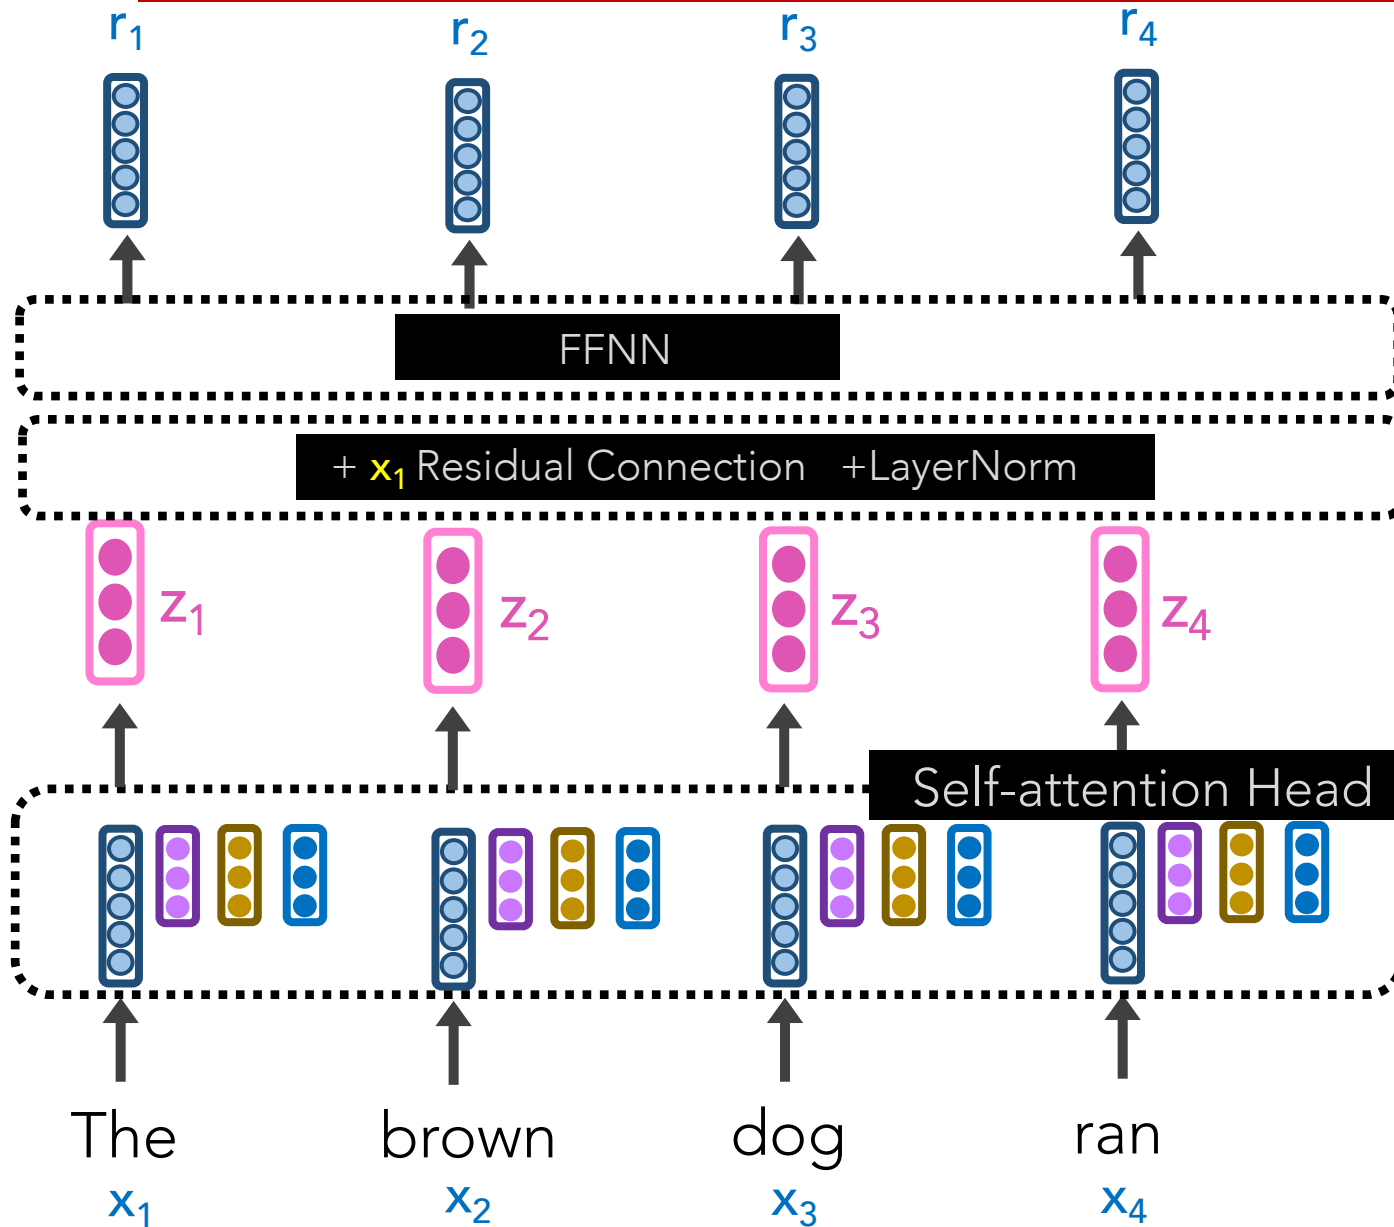 r1 r2 r3 r4
FFNN
+ x1 Residual Connection +LayerNorm
z1 z2 z3 z4
Self-attention Head
The brown dog ran
x1 x2 x3 x4